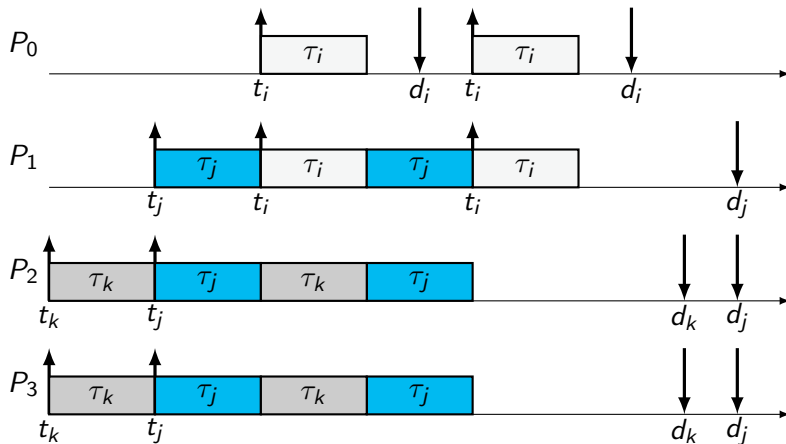 P₀ τᵢ τᵢ
tᵢ dᵢ tᵢ dᵢ
P₁ τⱼ τᵢ τⱼ τᵢ
tⱼ tᵢ tᵢ dⱼ
P₂ τₖ τⱼ τₖ τⱼ
tₖ tⱼ dₖ dⱼ
P₃ τₖ τⱼ τₖ τⱼ
tₖ tⱼ dₖ dⱼ